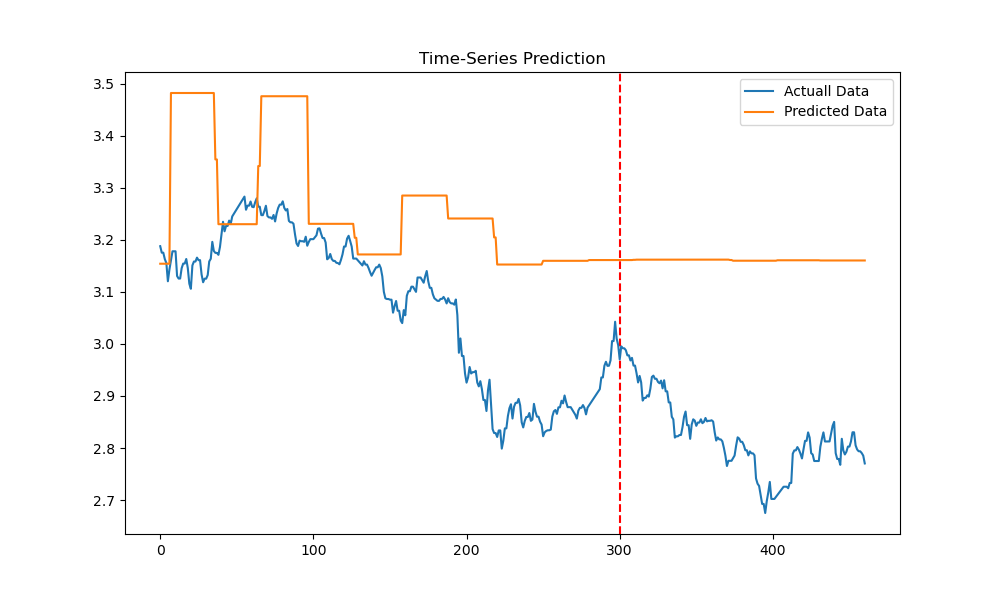 Time-Series Prediction
Actuall Data
Predicted Data
3.5
3.4
3.3
3.2
3.1
3.0
2.9
2.8
2.7
0 100 200 300 400